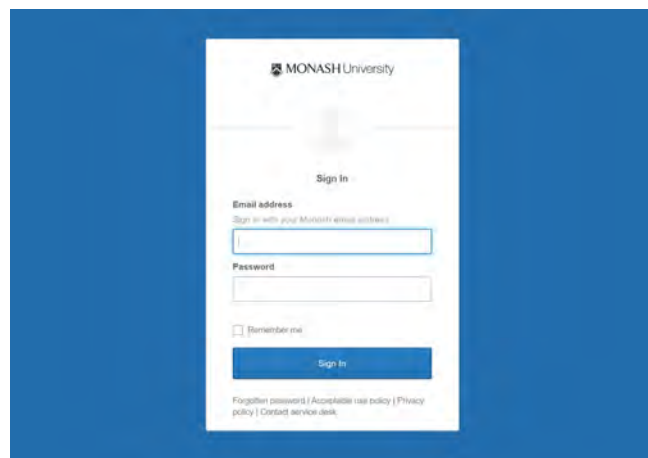 MONASH University
Sign In
Email address
Sign in with your Monash email address
Password
Remember me
Sign In
Forgotten password | Acceptable use policy | Privacy
policy | Contact service desk